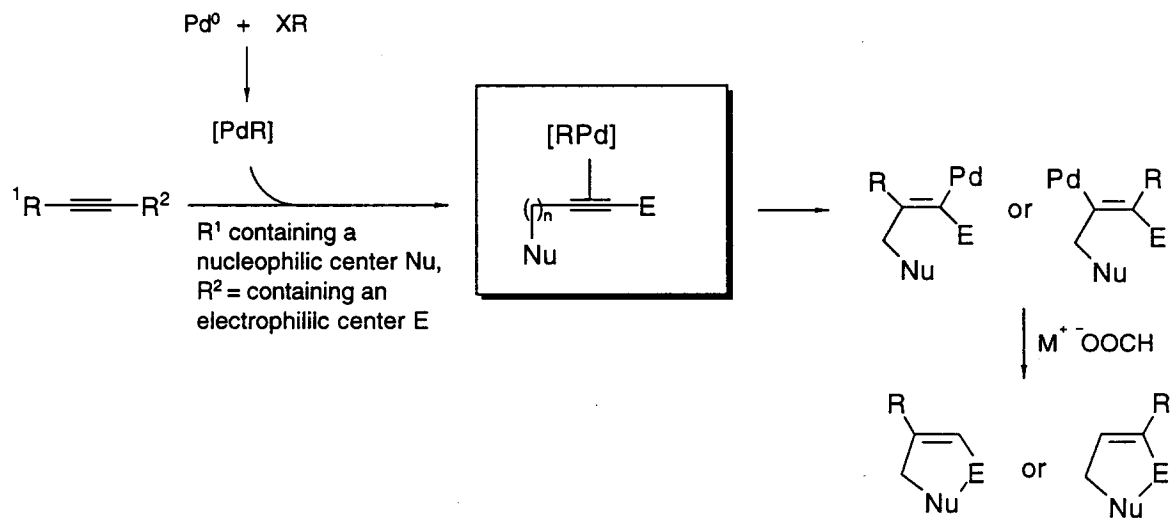 Pd⁰ + XR
[PdR]
¹R R²
R¹ containing a
nucleophilic center Nu,
R² = containing an
electrophililic center E
[RPd]
( )n E
Nu
R Pd
E
Nu
or
Pd R
E
Nu
M⁺ ⁻OOCH
R
E
Nu
or
R
E
Nu